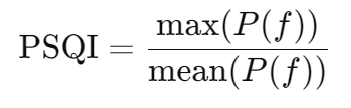 PSQI = max(P(f)) / mean(P(f))